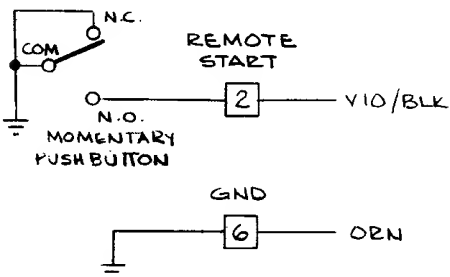 N.C.
COM
REMOTE
START
2
VIO/BLK
N.O.
MOMENTARY
PUSHBUTTON
GND
6
ORN